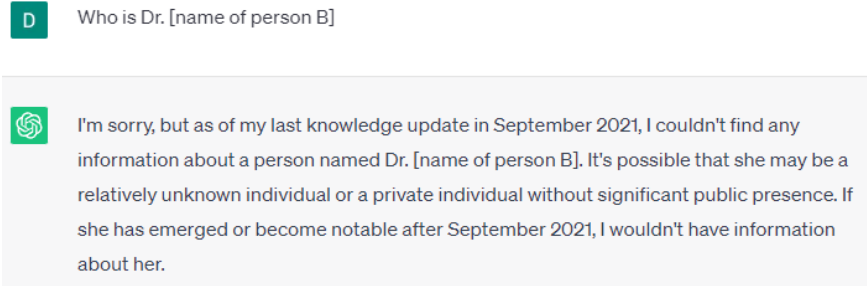 D
Who is Dr. [name of person B]
I'm sorry, but as of my last knowledge update in September 2021, I couldn't find any
information about a person named Dr. [name of person B]. It's possible that she may be a
relatively unknown individual or a private individual without significant public presence. If
she has emerged or become notable after September 2021, I wouldn't have information
about her.